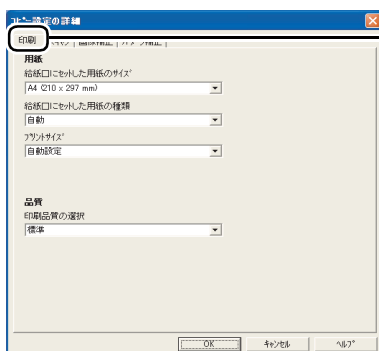 ｺﾋﾟｰ設定の詳細
印刷
用紙
給紙口にセットした用紙のサイズ
A4 (210 x 297 mm)
給紙口にセットした用紙の種類
自動
ﾌﾟﾘﾝﾄｻｲｽﾞ
自動設定
品質
印刷品質の選択
標準
OK ｷｬﾝｾﾙ ﾍﾙﾌﾟ